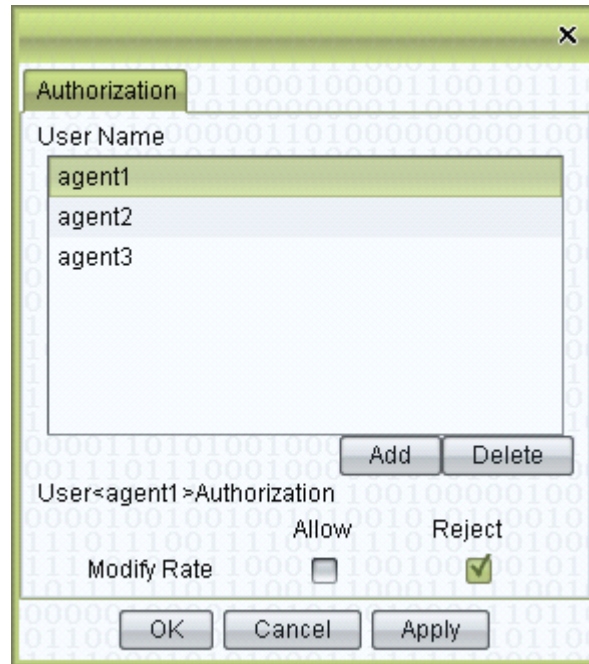 Authorization
User Name
agent1
agent2
agent3
Add Delete
User<agent1>Authorization
Allow Reject
Modify Rate
OK Cancel Apply